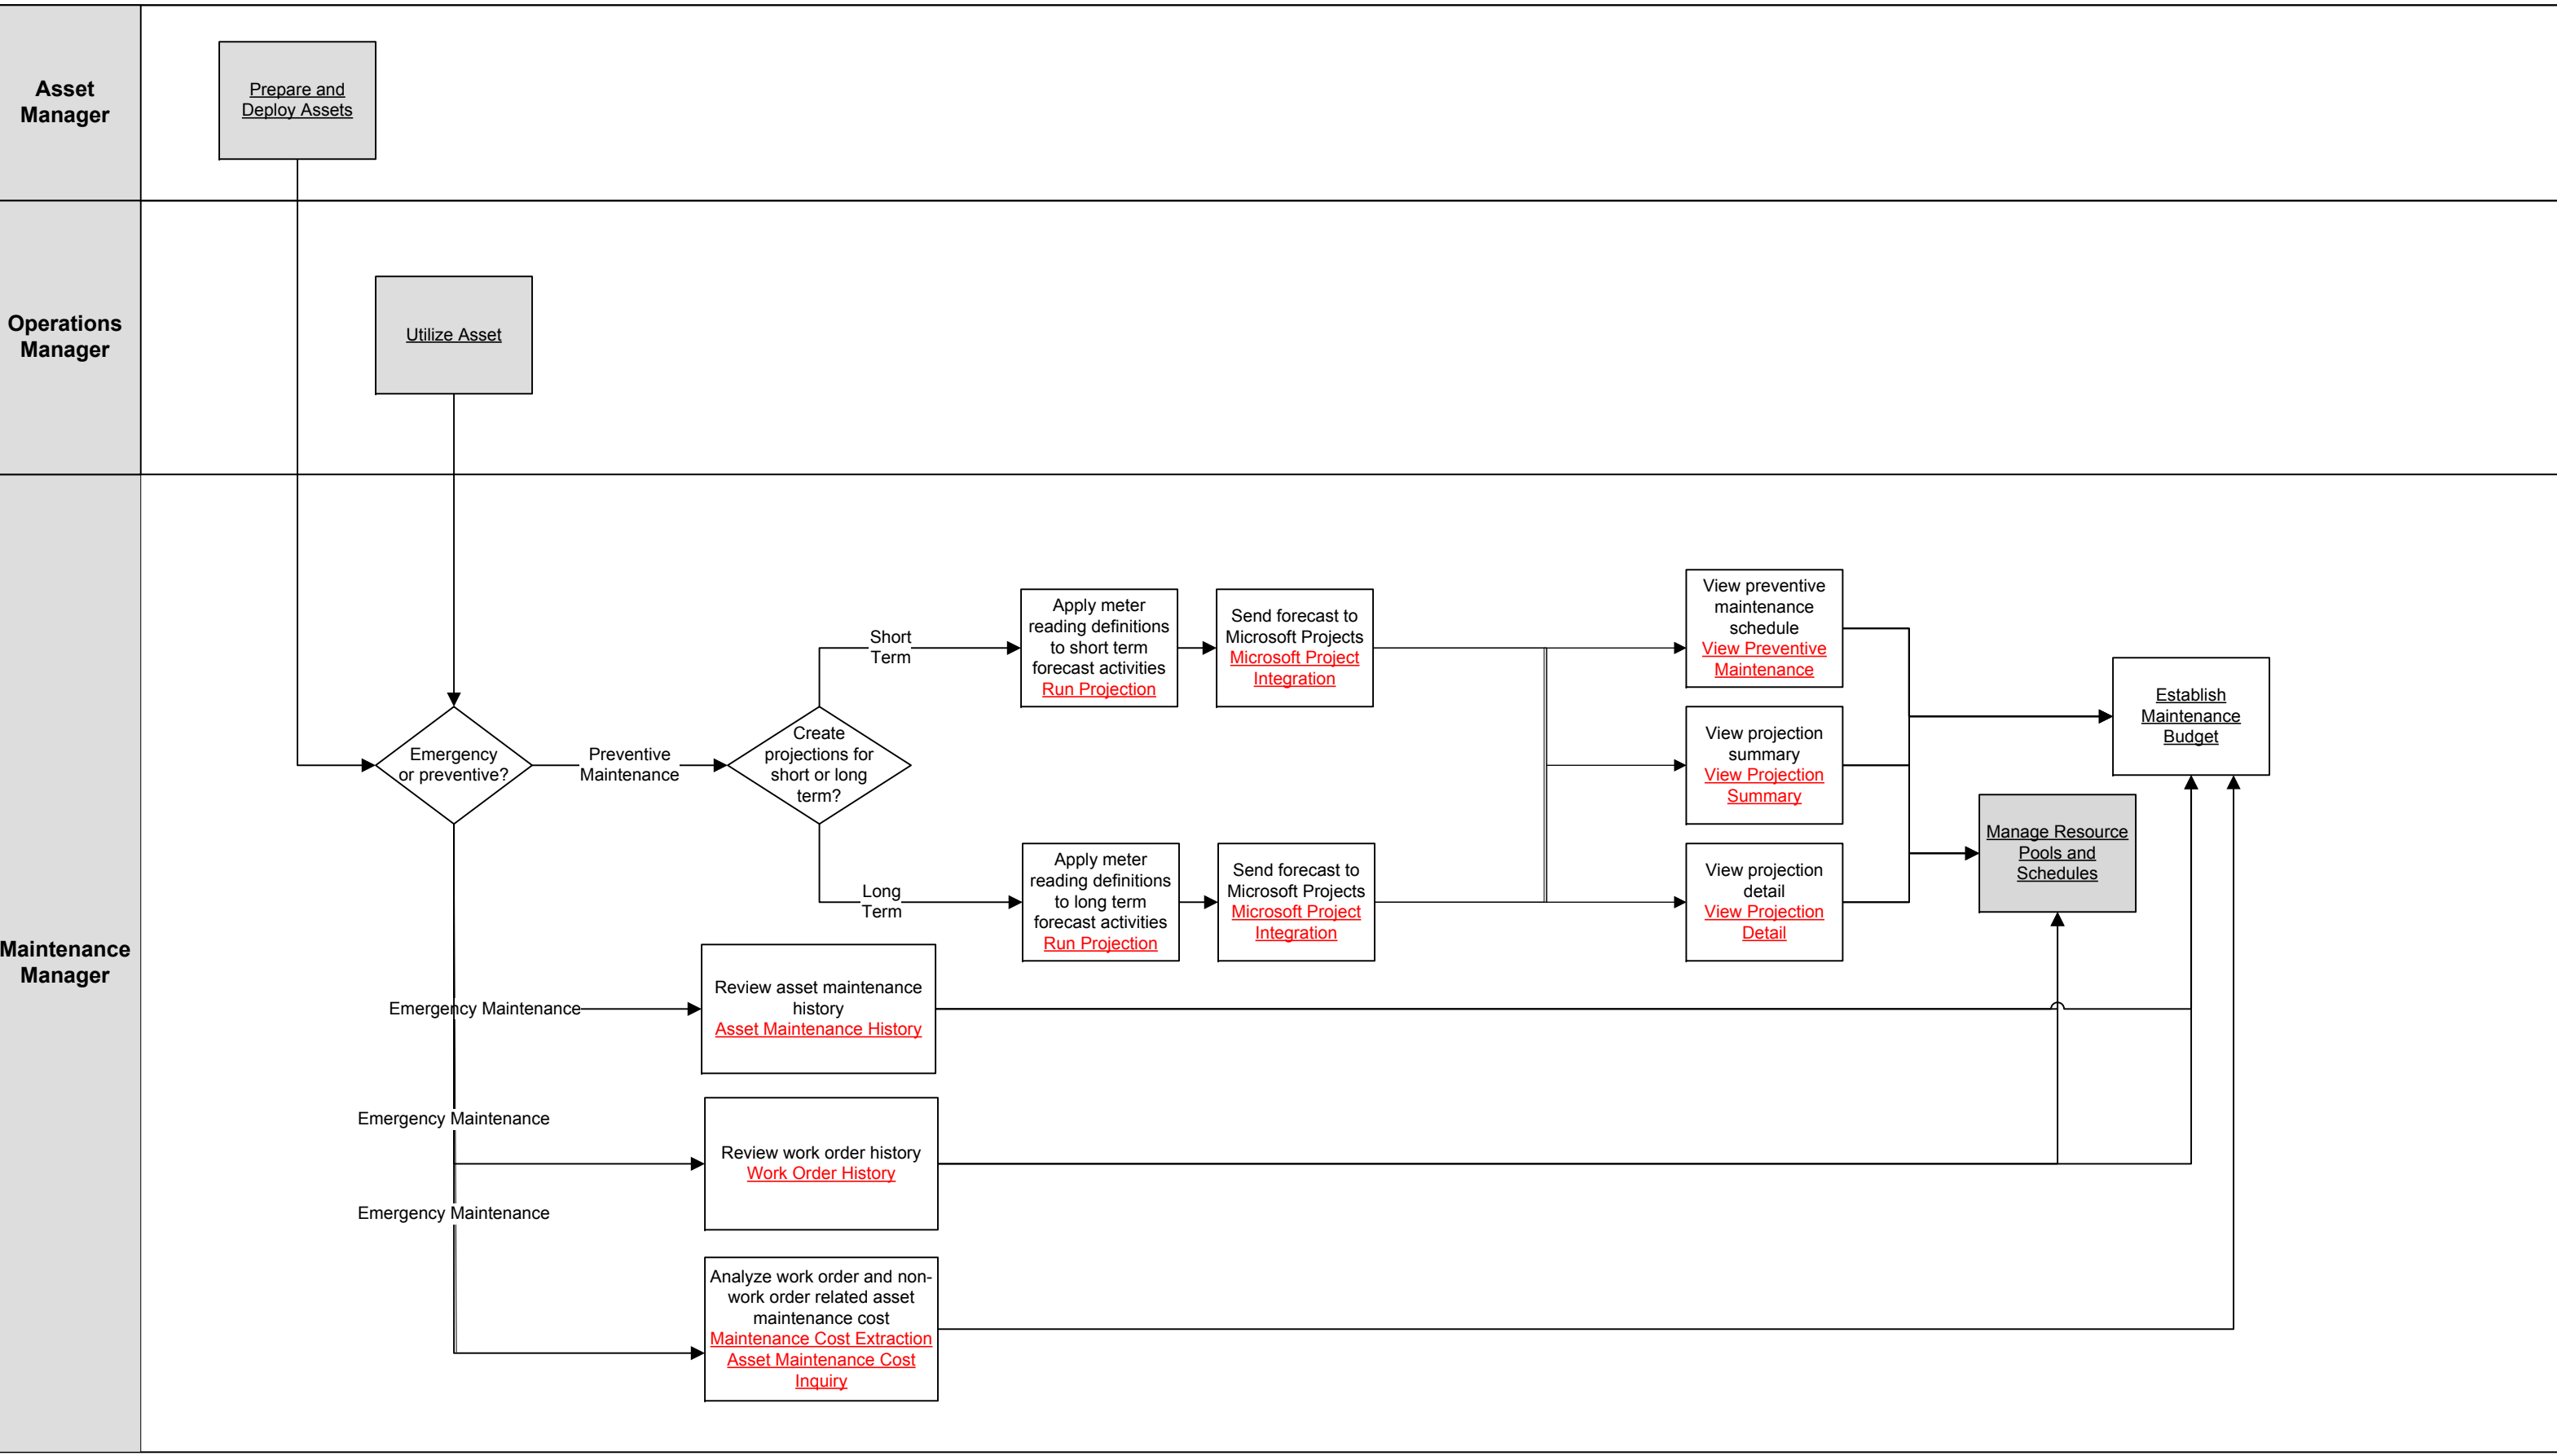 Asset
Manager
Prepare and
Deploy Assets
Operations
Manager
Utilize Asset
Maintenance
Manager
Emergency
or preventive?
Preventive
Maintenance
Create
projections for
short or long
term?
Short
Term
Apply meter
reading definitions
to short term
forecast activities
Run Projection
Send forecast to
Microsoft Projects
Microsoft Project
Integration
View preventive
maintenance
schedule
View Preventive
Maintenance
View projection
summary
View Projection
Summary
Establish
Maintenance
Budget
Long
Term
Apply meter
reading definitions
to long term
forecast activities
Run Projection
Send forecast to
Microsoft Projects
Microsoft Project
Integration
View projection
detail
View Projection
Detail
Manage Resource
Pools and
Schedules
Emergency Maintenance
Review asset maintenance
history
Asset Maintenance History
Emergency Maintenance
Review work order history
Work Order History
Emergency Maintenance
Analyze work order and non-
work order related asset
maintenance cost
Maintenance Cost Extraction
Asset Maintenance Cost
Inquiry